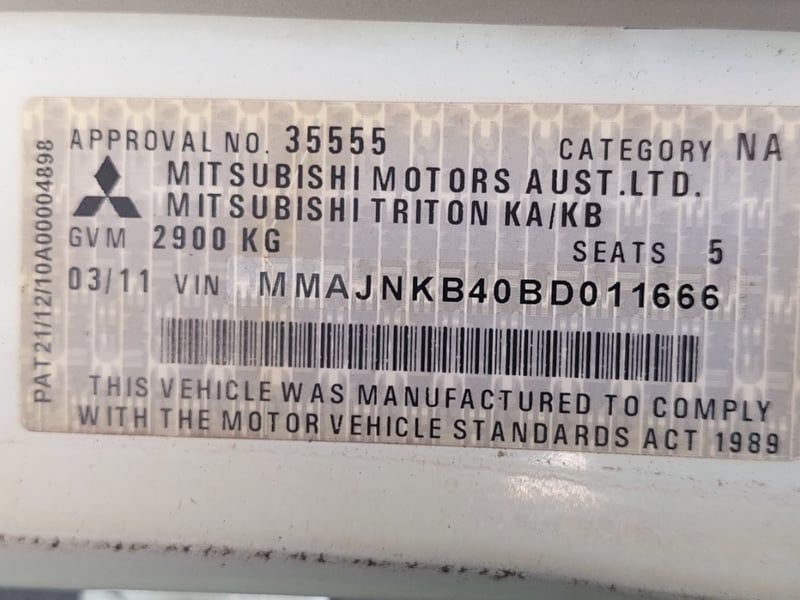 APPROVAL NO. 35555 CATEGORY NA
MITSUBISHI MOTORS AUST.LTD.
MITSUBISHI TRITON KA/KB
GVM 2900 KG SEATS 5
03/11 VIN MMAJNKB40BD011666
THIS VEHICLE WAS MANUFACTURED TO COMPLY
WITH THE MOTOR VEHICLE STANDARDS ACT 1989
PAT21/12/10A00004898